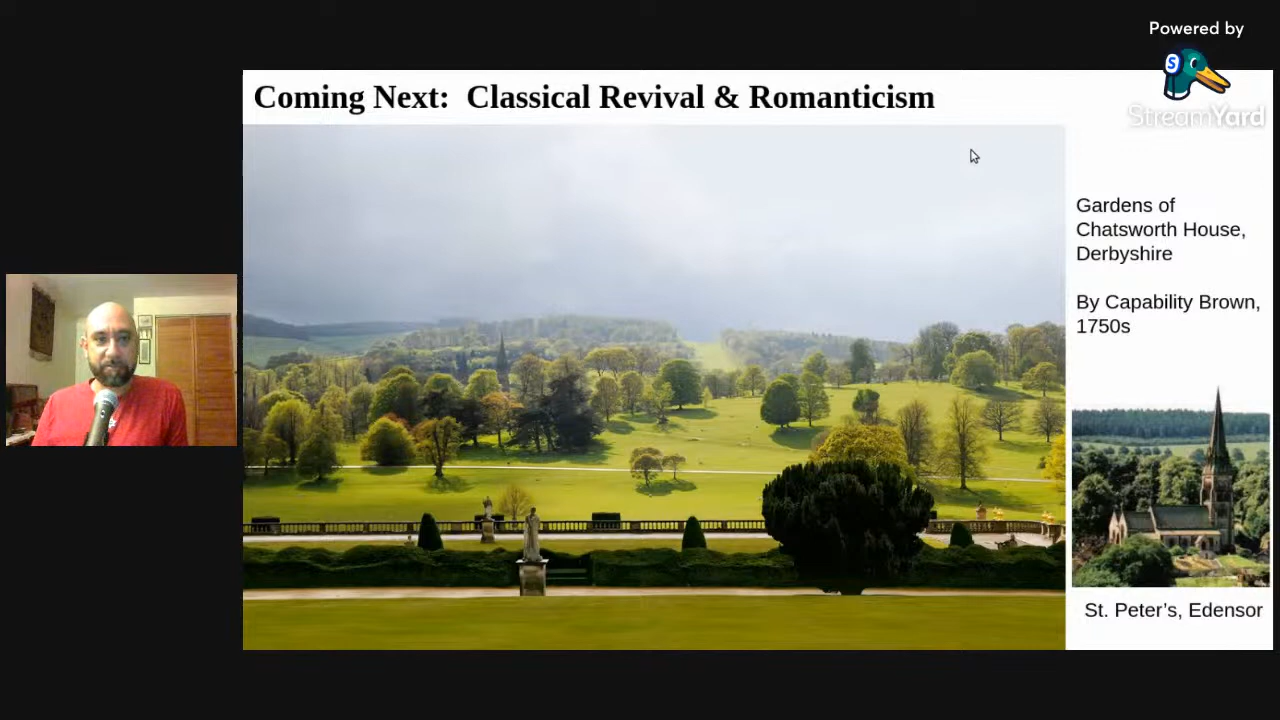 Powered by
StreamYard
Coming Next: Classical Revival & Romanticism
Gardens of
Chatsworth House,
Derbyshire
By Capability Brown,
1750s
St. Peter’s, Edensor